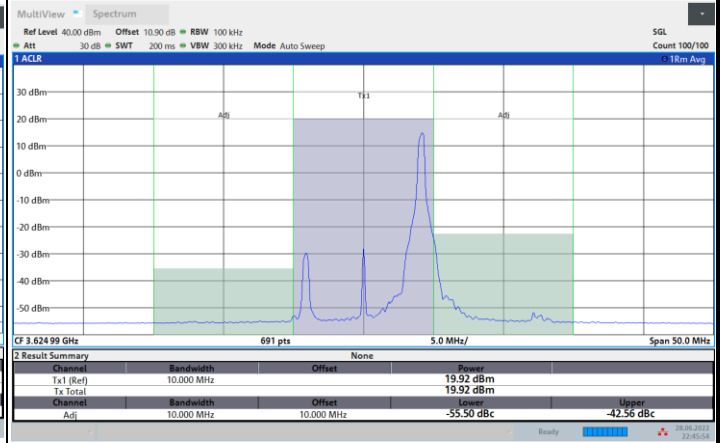 MultiView Spectrum
Ref Level 40.00 dBm Offset 10.90 dB RBW 100 kHz SGL
Att 30 dB SWT 200 ms VBW 300 kHz Mode Auto Sweep Count 100/100
1 ACLR 1Rm Avg
30 dBm
Tx1
20 dBm Adj Adj
10 dBm
0 dBm
-10 dBm
-20 dBm
-30 dBm
-40 dBm
-50 dBm
CF 3.624 99 GHz 691 pts 5.0 MHz/ Span 50.0 MHz
2 Result Summary None
Channel Bandwidth Offset Power
Tx1 (Ref) 10.000 MHz 19.92 dBm
Tx Total 19.92 dBm
Channel Bandwidth Offset Lower Upper
Adj 10.000 MHz 10.000 MHz -55.50 dBc -42.56 dBc
Ready 28.06.2022
22:45:54